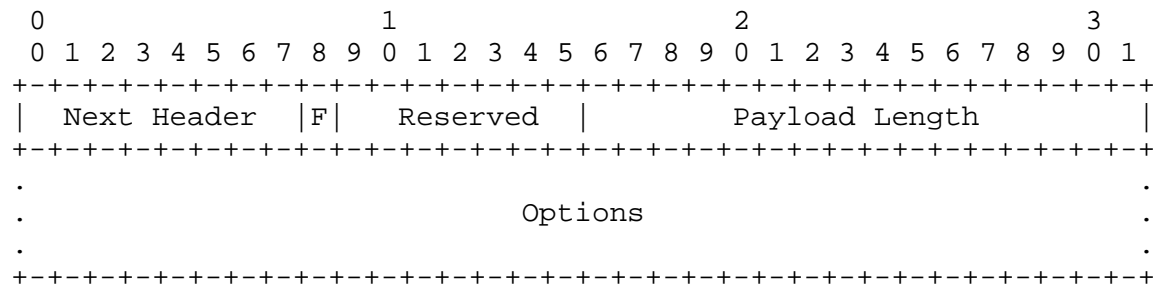 0                   1                   2                   3
 0 1 2 3 4 5 6 7 8 9 0 1 2 3 4 5 6 7 8 9 0 1 2 3 4 5 6 7 8 9 0 1
+-+-+-+-+-+-+-+-+-+-+-+-+-+-+-+-+-+-+-+-+-+-+-+-+-+-+-+-+-+-+-+-+
|  Next Header  |F|   Reserved  |        Payload Length         |
+-+-+-+-+-+-+-+-+-+-+-+-+-+-+-+-+-+-+-+-+-+-+-+-+-+-+-+-+-+-+-+-+
.                                                               .
.                            Options                            .
.                                                               .
+-+-+-+-+-+-+-+-+-+-+-+-+-+-+-+-+-+-+-+-+-+-+-+-+-+-+-+-+-+-+-+-+